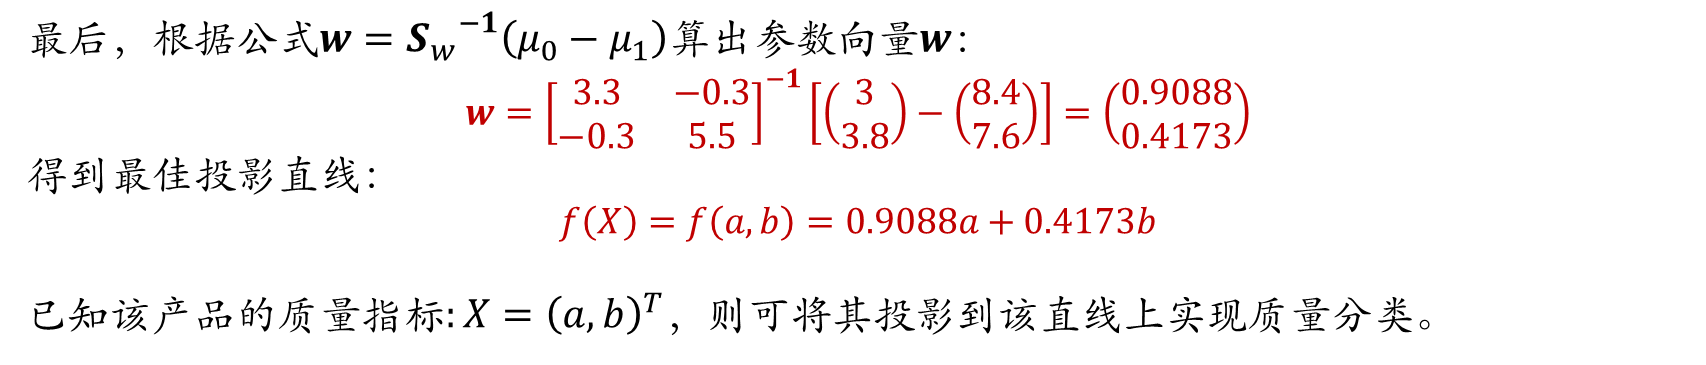 最后，根据公式w = S_w^{-1}(μ_0 − μ_1)算出参数向量w：
w = [3.3 −0.3; −0.3 5.5]^{-1} [(3; 3.8) − (8.4; 7.6)] = (0.9088; 0.4173)
得到最佳投影直线：
f(X) = f(a, b) = 0.9088a + 0.4173b
已知该产品的质量指标: X = (a, b)^T，则可将其投影到该直线上实现质量分类。